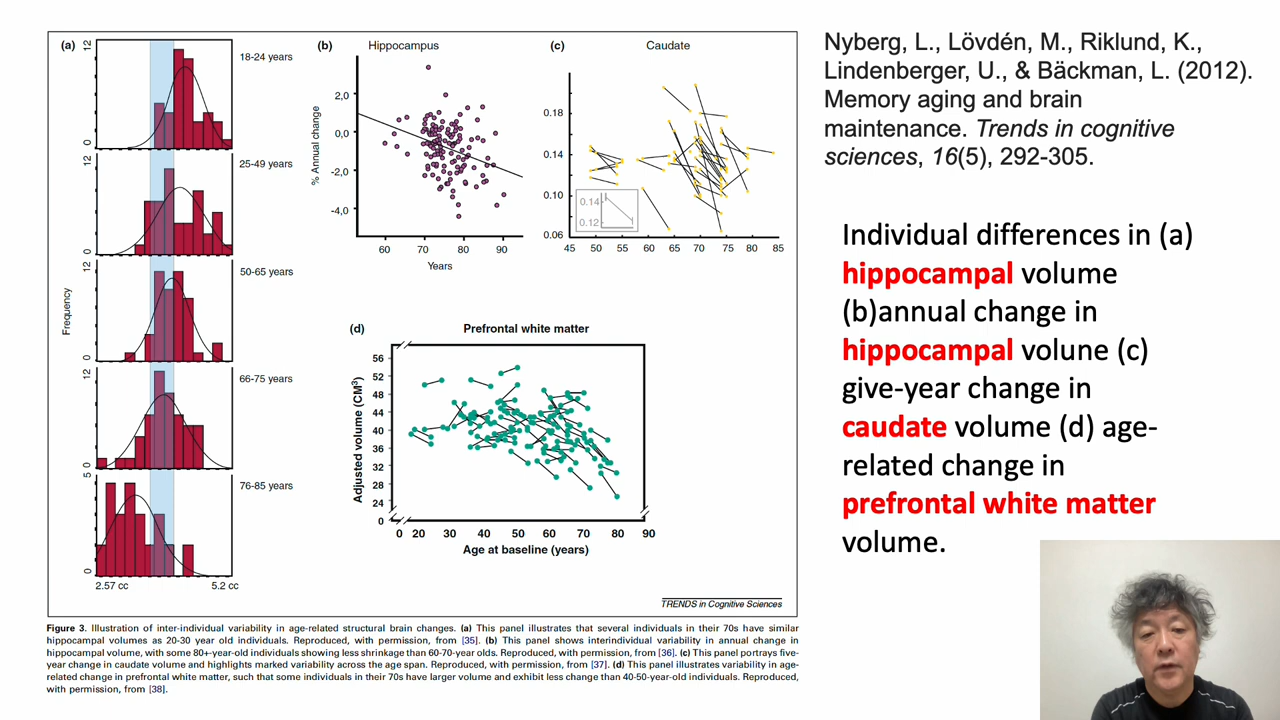 (a)
12
0
18-24 years
12
0
25-49 years
12
0
50-65 years
12
0
66-75 years
5
0
76-85 years
Frequency
2.57 cc 5.2 cc
(b) Hippocampus
% Annual change
2,0
0,0
-2,0
-4,0
60 70 80 90
Years
(c) Caudate
0.18
0.14
0.10
0.06
0.14
0.12
45 50 55 60 65 70 75 80 85
(d) Prefrontal white matter
Adjusted volume (CM³)
56
52
48
44
40
36
32
28
24
0
0 20 30 40 50 60 70 80 90
Age at baseline (years)
TRENDS in Cognitive Sciences
Figure 3. Illustration of inter-individual variability in age-related structural brain changes. (a) This panel illustrates that several individuals in their 70s have similar
hippocampal volumes as 20-30 year old individuals. Reproduced, with permission, from [35]. (b) This panel shows interindividual variability in annual change in
hippocampal volume, with some 80+-year-old individuals showing less shrinkage than 60-70-year olds. Reproduced, with permission, from [36]. (c) This panel portrays five-
year change in caudate volume and highlights marked variability across the age span. Reproduced, with permission, from [37]. (d) This panel illustrates variability in age-
related change in prefrontal white matter, such that some individuals in their 70s have larger volume and exhibit less change than 40-50-year-old individuals. Reproduced,
with permission, from [38].
Nyberg, L., Lövdén, M., Riklund, K.,
Lindenberger, U., & Bäckman, L. (2012).
Memory aging and brain
maintenance. Trends in cognitive
sciences, 16(5), 292-305.
Individual differences in (a)
hippocampal volume
(b)annual change in
hippocampal volune (c)
give-year change in
caudate volume (d) age-
related change in
prefrontal white matter
volume.